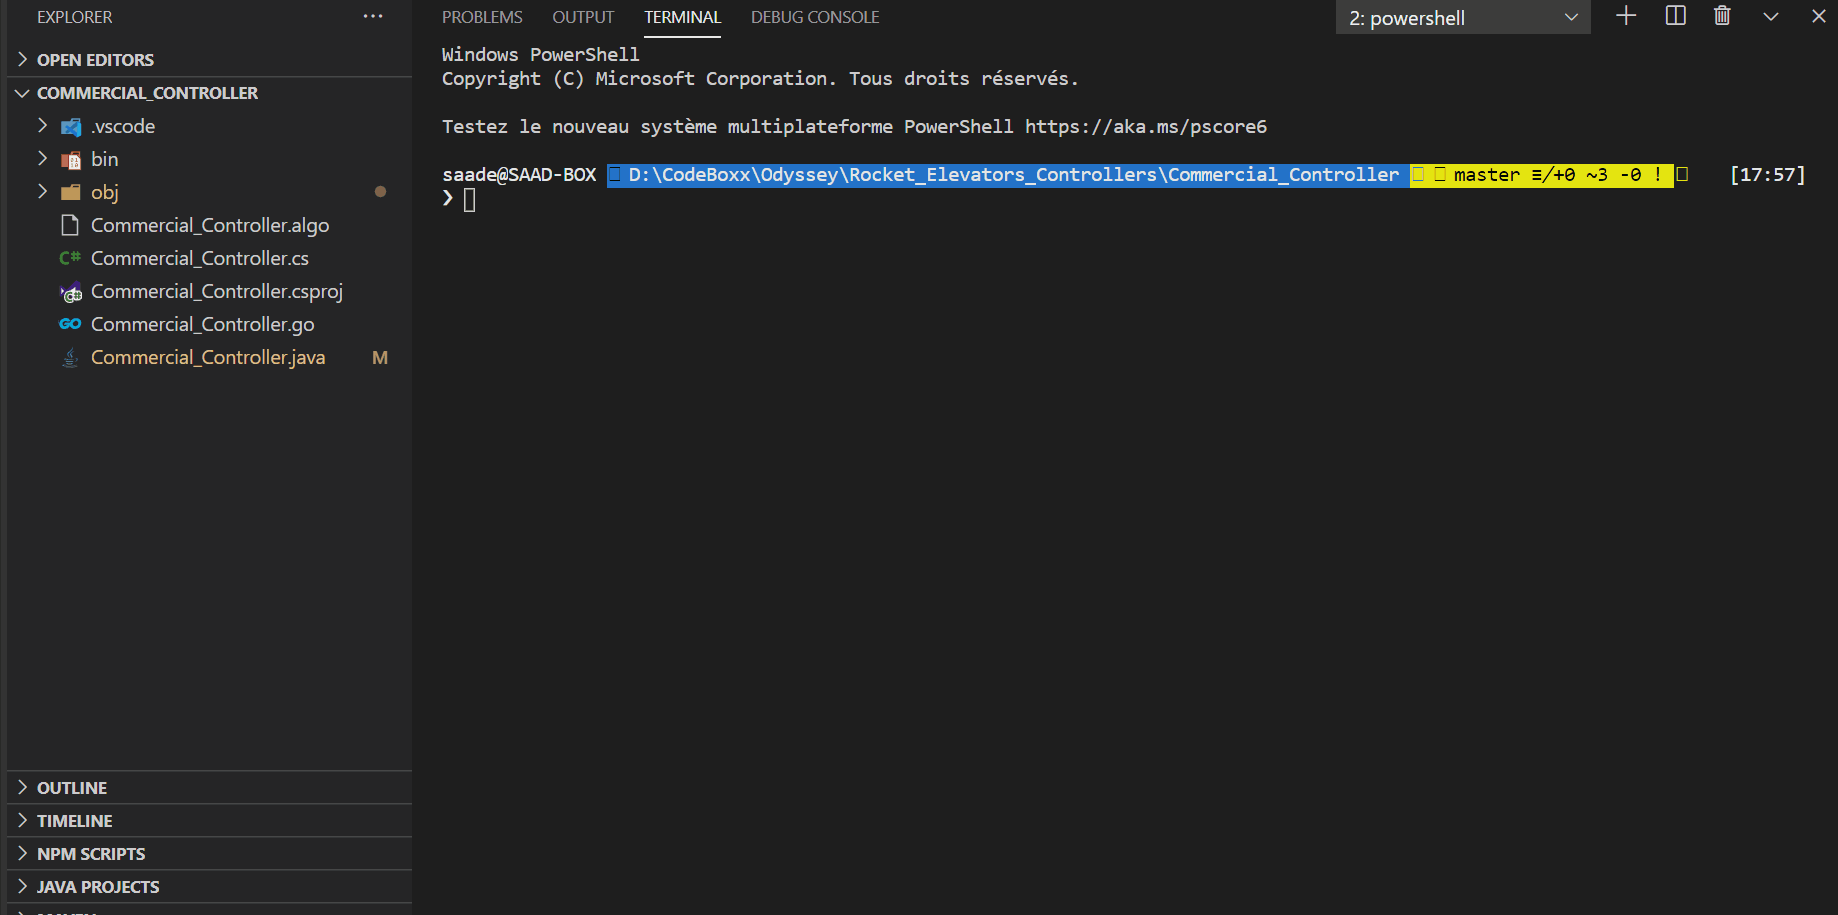 EXPLORER ···
OPEN EDITORS
COMMERCIAL_CONTROLLER
.vscode
bin
obj
Commercial_Controller.algo
C# Commercial_Controller.cs
Commercial_Controller.csproj
GO Commercial_Controller.go
Commercial_Controller.java M
OUTLINE
TIMELINE
NPM SCRIPTS
JAVA PROJECTS
PROBLEMS OUTPUT TERMINAL DEBUG CONSOLE 2: powershell
Windows PowerShell
Copyright (C) Microsoft Corporation. Tous droits réservés.
Testez le nouveau système multiplateforme PowerShell https://aka.ms/pscore6
saade@SAAD-BOX D:\CodeBoxx\Odyssey\Rocket_Elevators_Controllers\Commercial_Controller master ≡/+0 ~3 -0 ! [17:57]
❯